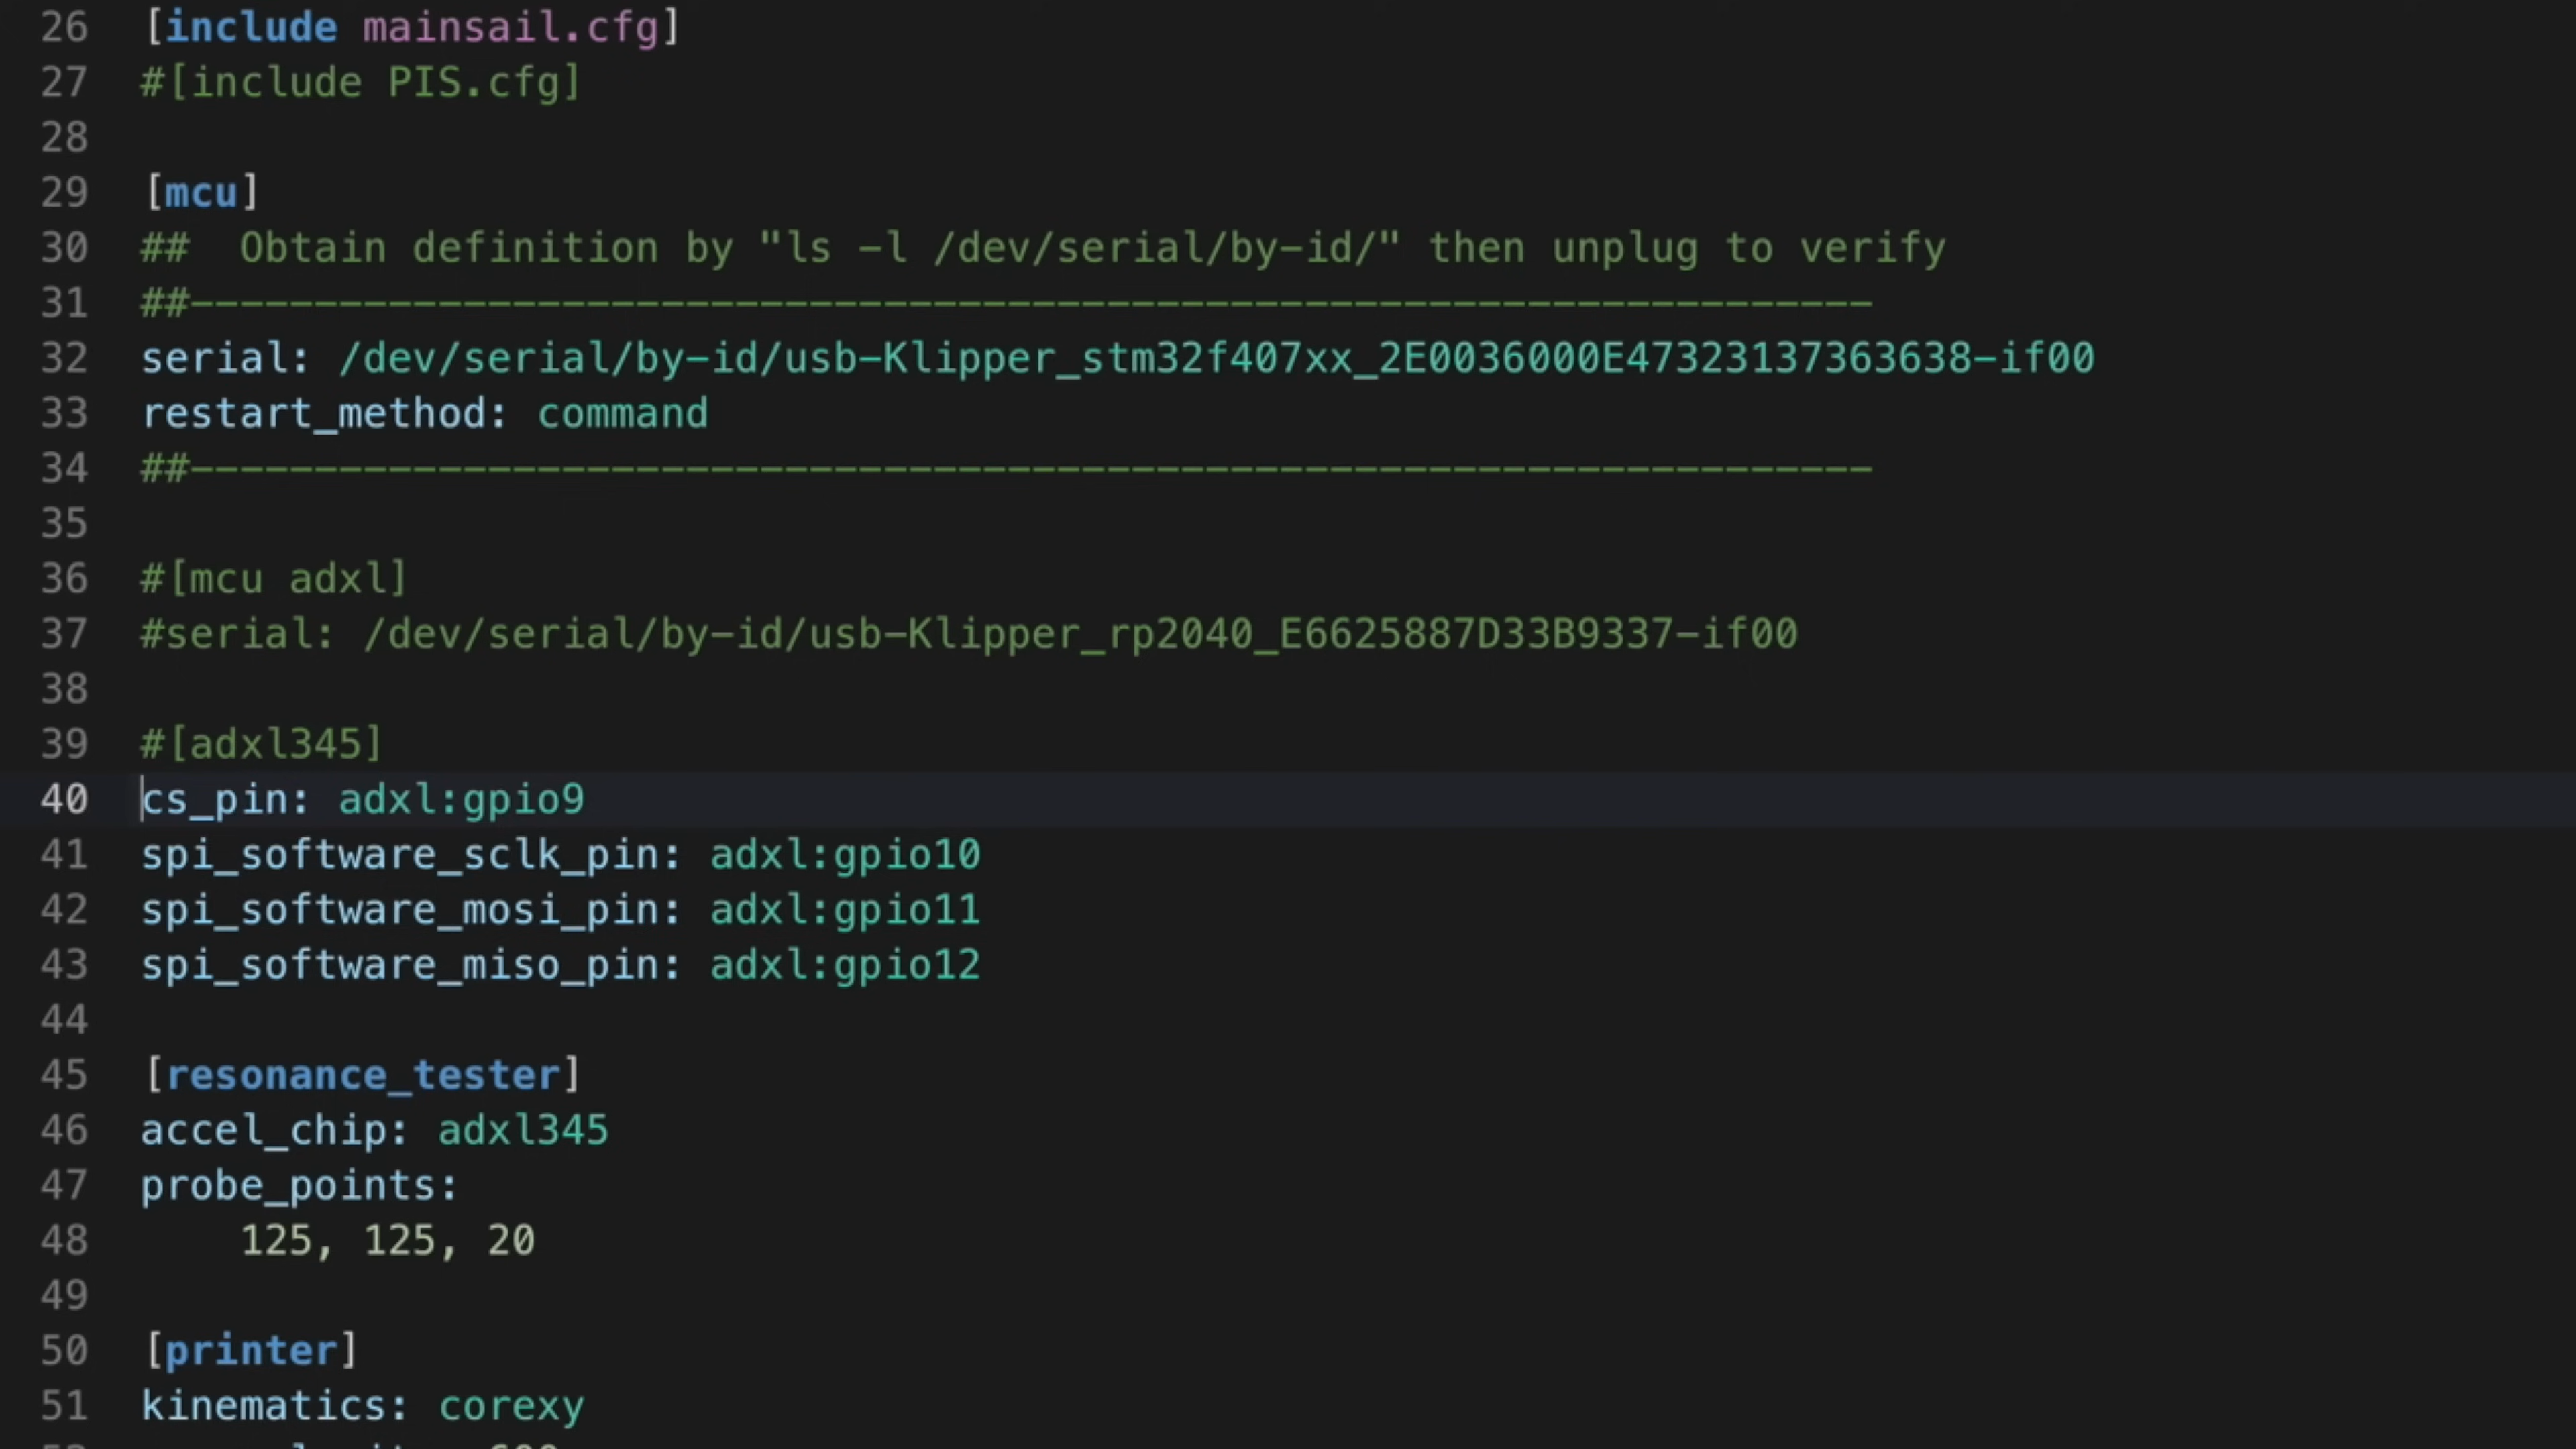 26 [include mainsail.cfg]
27 #[include PIS.cfg]
28
29 [mcu]
30 ##  Obtain definition by "ls -l /dev/serial/by-id/" then unplug to verify
31 ##--------------------------------------------------------------------
32 serial: /dev/serial/by-id/usb-Klipper_stm32f407xx_2E0036000E47323137363638-if00
33 restart_method: command
34 ##--------------------------------------------------------------------
35
36 #[mcu adxl]
37 #serial: /dev/serial/by-id/usb-Klipper_rp2040_E6625887D33B9337-if00
38
39 #[adxl345]
40 cs_pin: adxl:gpio9
41 spi_software_sclk_pin: adxl:gpio10
42 spi_software_mosi_pin: adxl:gpio11
43 spi_software_miso_pin: adxl:gpio12
44
45 [resonance_tester]
46 accel_chip: adxl345
47 probe_points:
48     125, 125, 20
49
50 [printer]
51 kinematics: corexy